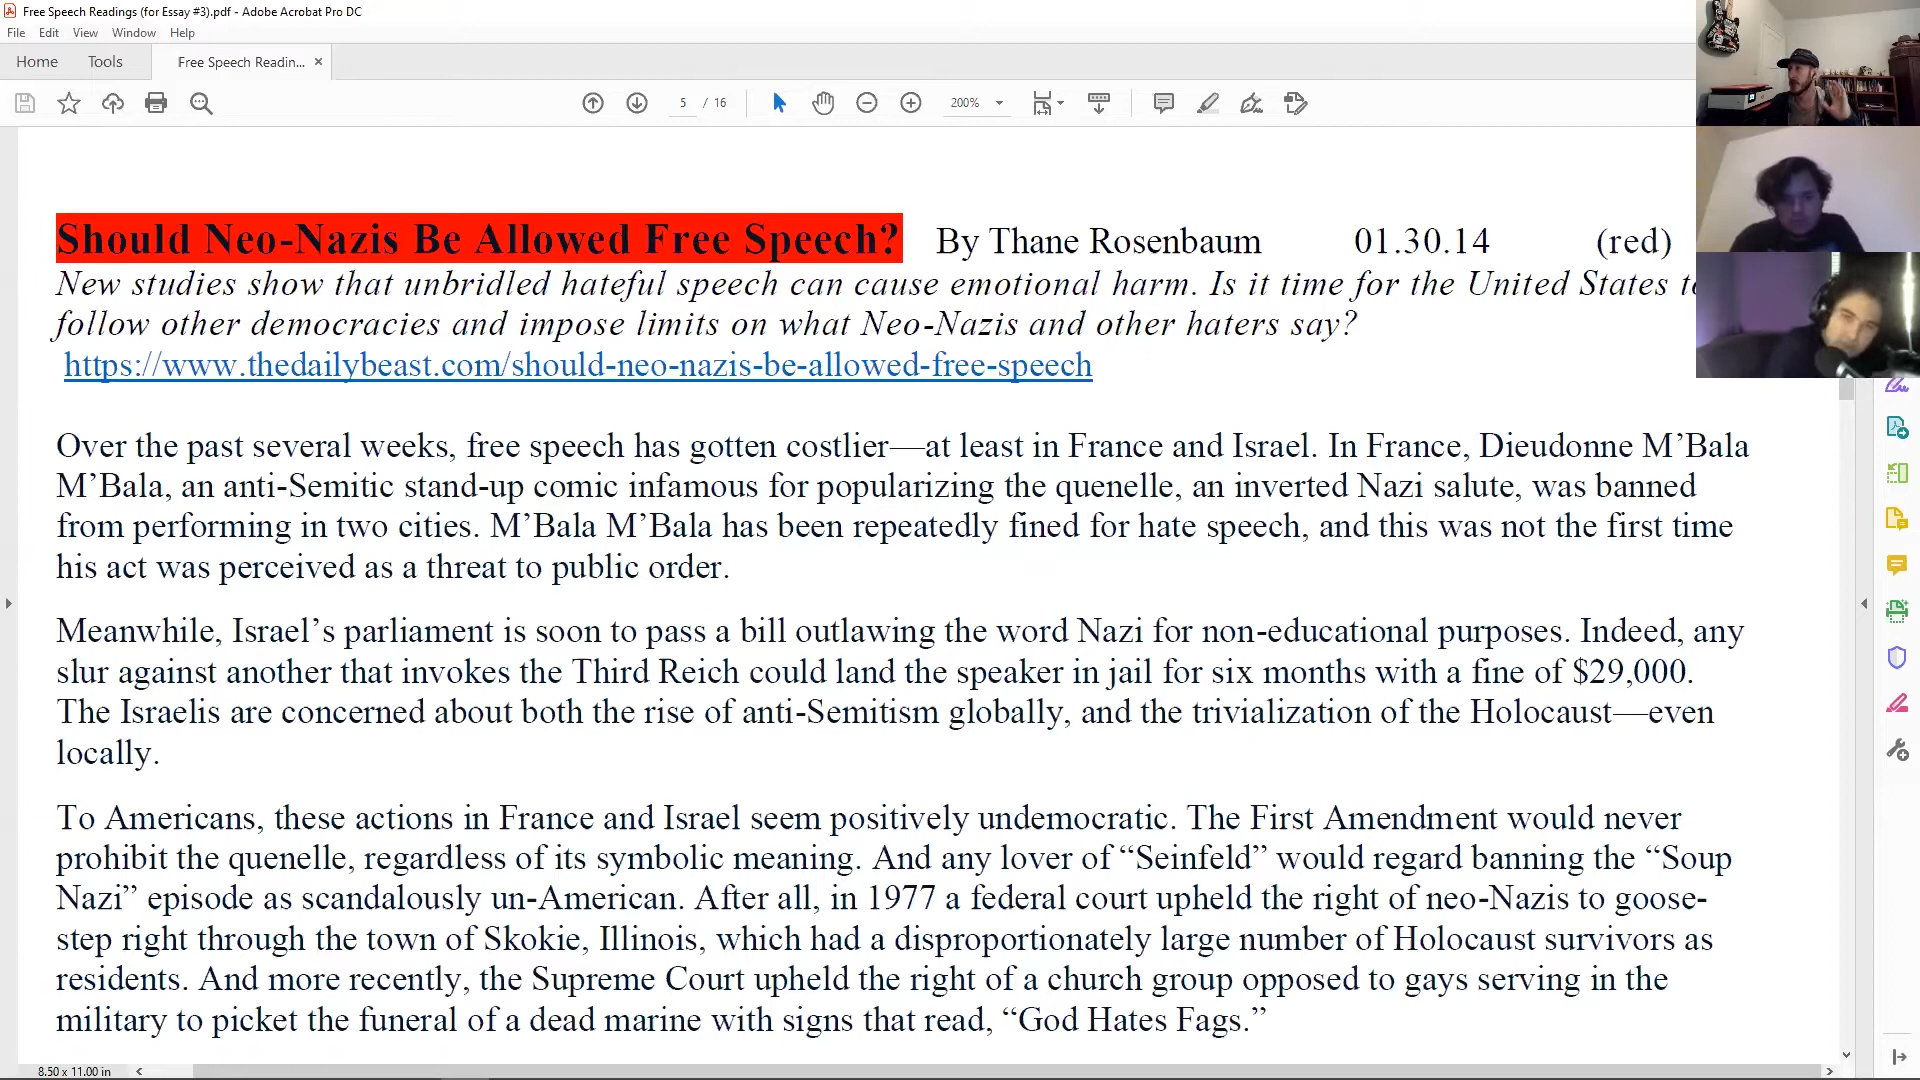 Free Speech Readings (for Essay #3).pdf - Adobe Acrobat Pro DC
File Edit View Window Help
Home Tools Free Speech Readin... ×
5 / 16 200%
Should Neo-Nazis Be Allowed Free Speech? By Thane Rosenbaum 01.30.14 (red)
New studies show that unbridled hateful speech can cause emotional harm. Is it time for the United States to
follow other democracies and impose limits on what Neo-Nazis and other haters say?
https://www.thedailybeast.com/should-neo-nazis-be-allowed-free-speech
Over the past several weeks, free speech has gotten costlier—at least in France and Israel. In France, Dieudonne M’Bala
M’Bala, an anti-Semitic stand-up comic infamous for popularizing the quenelle, an inverted Nazi salute, was banned
from performing in two cities. M’Bala M’Bala has been repeatedly fined for hate speech, and this was not the first time
his act was perceived as a threat to public order.
Meanwhile, Israel’s parliament is soon to pass a bill outlawing the word Nazi for non-educational purposes. Indeed, any
slur against another that invokes the Third Reich could land the speaker in jail for six months with a fine of $29,000.
The Israelis are concerned about both the rise of anti-Semitism globally, and the trivialization of the Holocaust—even
locally.
To Americans, these actions in France and Israel seem positively undemocratic. The First Amendment would never
prohibit the quenelle, regardless of its symbolic meaning. And any lover of “Seinfeld” would regard banning the “Soup
Nazi” episode as scandalously un-American. After all, in 1977 a federal court upheld the right of neo-Nazis to goose-
step right through the town of Skokie, Illinois, which had a disproportionately large number of Holocaust survivors as
residents. And more recently, the Supreme Court upheld the right of a church group opposed to gays serving in the
military to picket the funeral of a dead marine with signs that read, “God Hates Fags.”
8.50 x 11.00 in